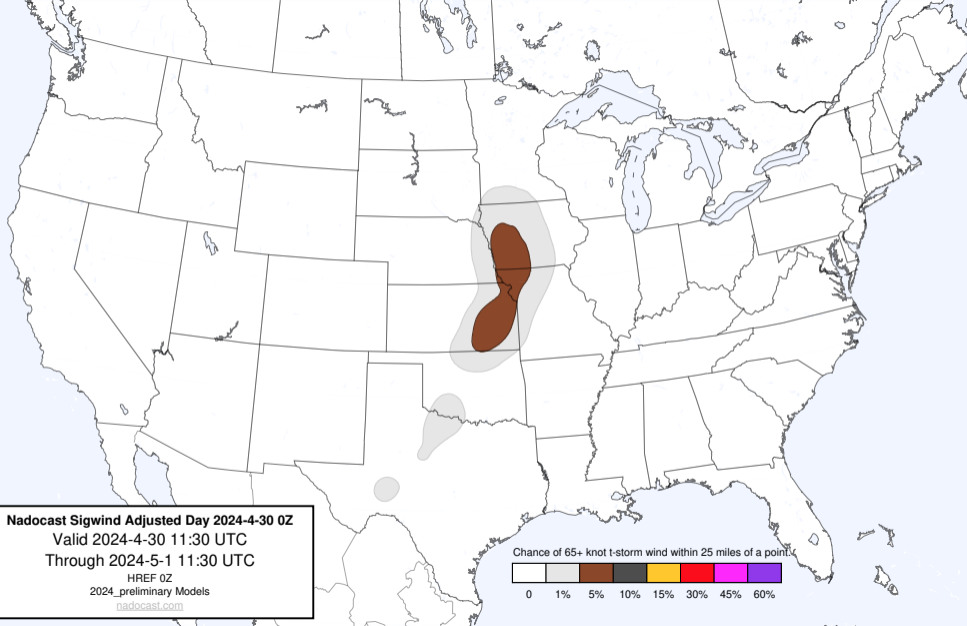 Nadocast Sigwind Adjusted Day 2024-4-30 0Z
Valid 2024-4-30 11:30 UTC
Through 2024-5-1 11:30 UTC
HREF 0Z
2024_preliminary Models
nadocast.com
Chance of 65+ knot t-storm wind within 25 miles of a point.
0 1% 5% 10% 15% 30% 45% 60%